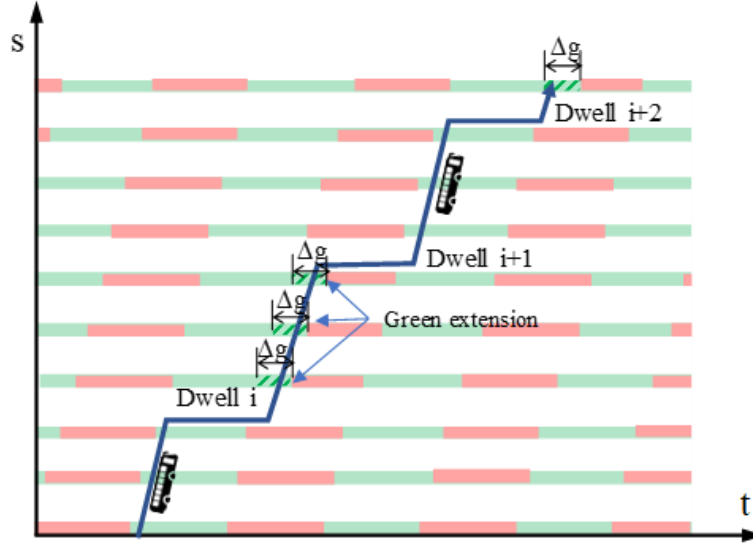 s
Δg
Dwell i+2
Δg
Dwell i+1
Δg
Green extension
Δg
Dwell i
t